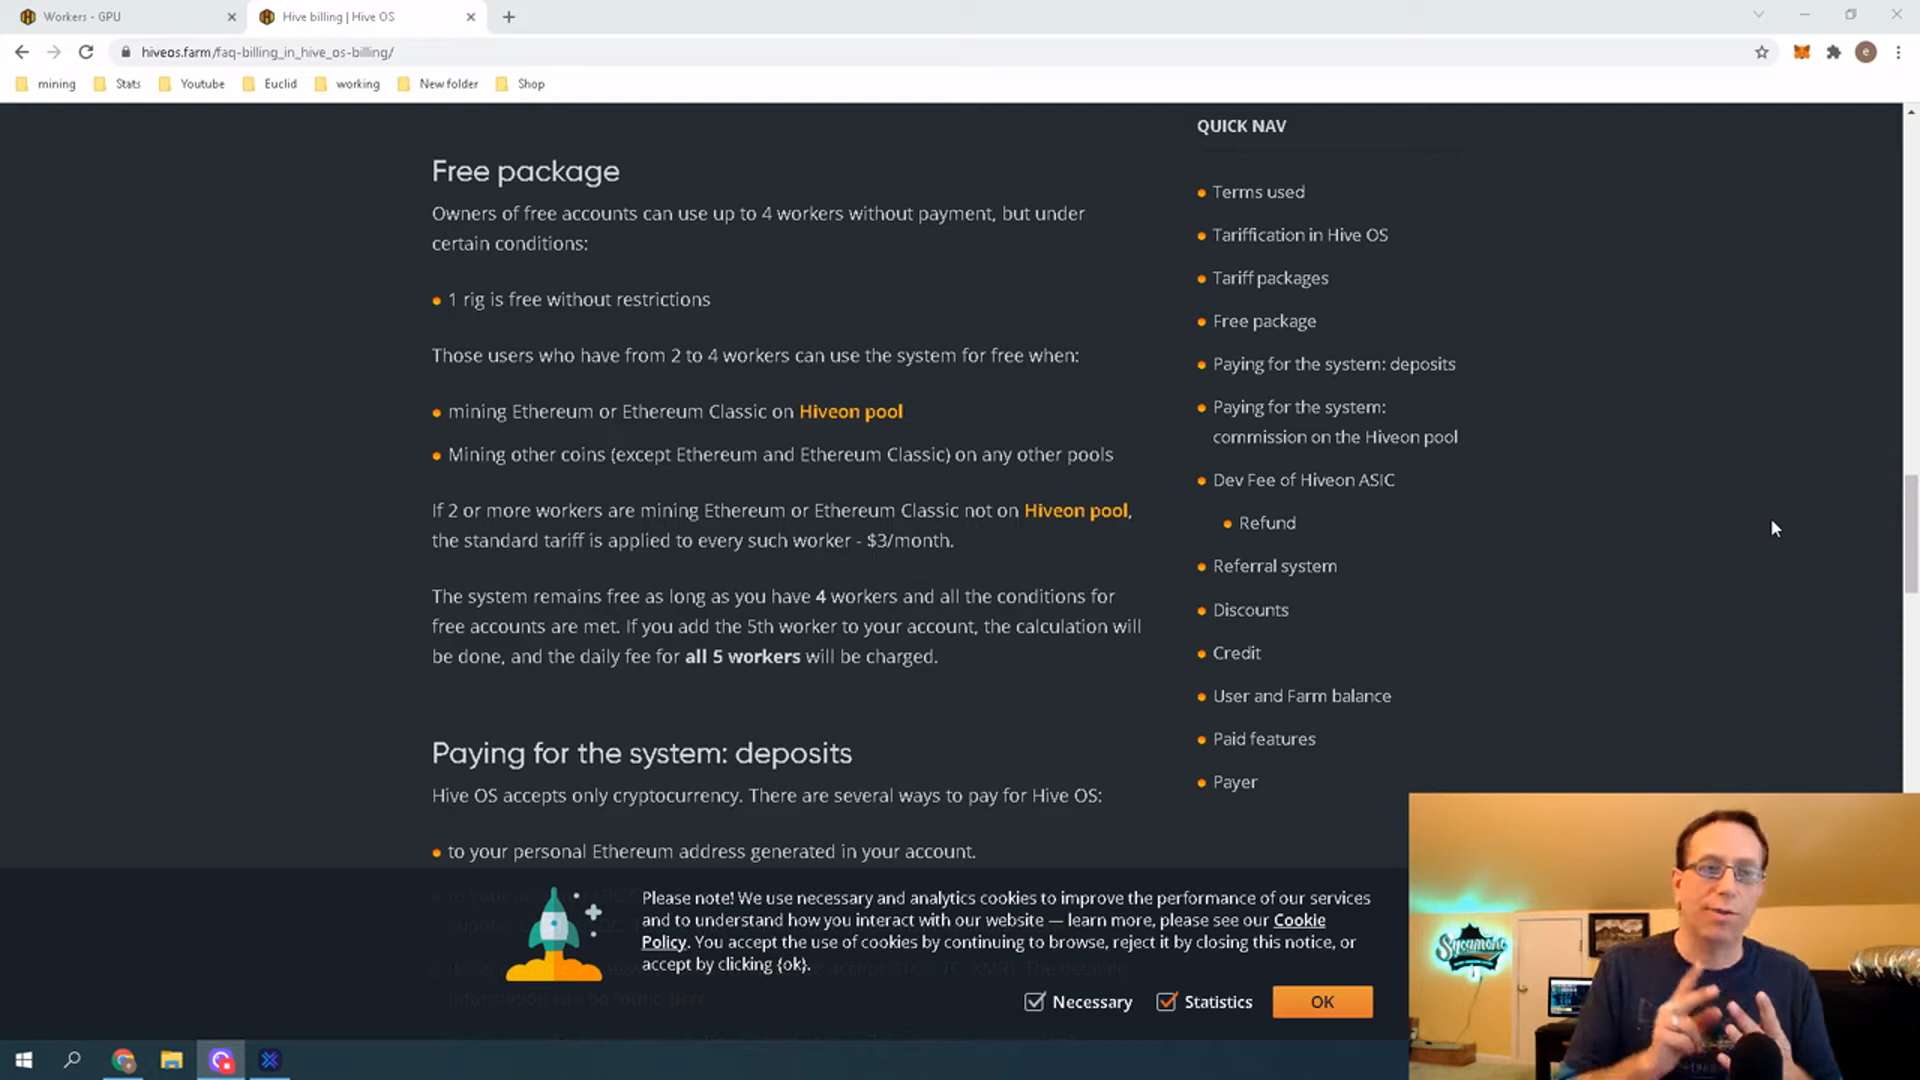 Workers - GPU
Hive billing | Hive OS
hiveos.farm/faq-billing_in_hive_os-billing/
e
mining
Stats
Youtube
Euclid
working
New folder
Shop
Free package
Owners of free accounts can use up to 4 workers without payment, but under
certain conditions:
1 rig is free without restrictions
Those users who have from 2 to 4 workers can use the system for free when:
mining Ethereum or Ethereum Classic on Hiveon pool
Mining other coins (except Ethereum and Ethereum Classic) on any other pools
If 2 or more workers are mining Ethereum or Ethereum Classic not on Hiveon pool,
the standard tariff is applied to every such worker - $3/month.
The system remains free as long as you have 4 workers and all the conditions for
free accounts are met. If you add the 5th worker to your account, the calculation will
be done, and the daily fee for all 5 workers will be charged.
Paying for the system: deposits
Hive OS accepts only cryptocurrency. There are several ways to pay for Hive OS:
to your personal Ethereum address generated in your account.
QUICK NAV
Terms used
Tariffication in Hive OS
Tariff packages
Free package
Paying for the system: deposits
Paying for the system:
commission on the Hiveon pool
Dev Fee of Hiveon ASIC
Refund
Referral system
Discounts
Credit
User and Farm balance
Paid features
Payer
Please note! We use necessary and analytics cookies to improve the performance of our services
and to understand how you interact with our website — learn more, please see our Cookie
Policy. You accept the use of cookies by continuing to browse, reject it by closing this notice, or
accept by clicking {ok}.
Necessary
Statistics
OK
Sycamore